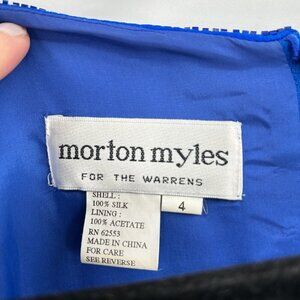 morton myles
FOR THE WARRENS
SHELL :
100% SILK
LINING :
100% ACETATE
RN 62553
MADE IN CHINA
FOR CARE
SEE REVERSE
4